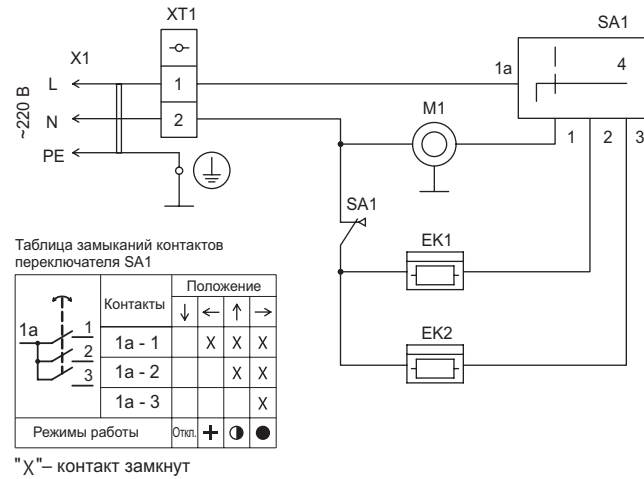 XT1
SA1
X1
1a
4
L
1
~220 В
M1
N
2
1
2
3
PE
SA1
EK1
Таблица замыканий контактов
переключателя SA1
Контакты
Положение
↓ ← ↑ →
1a
1
2
3
1a - 1 X X X
1a - 2 X X
1a - 3 X
EK2
Режимы работы Откл.
"X"– контакт замкнут